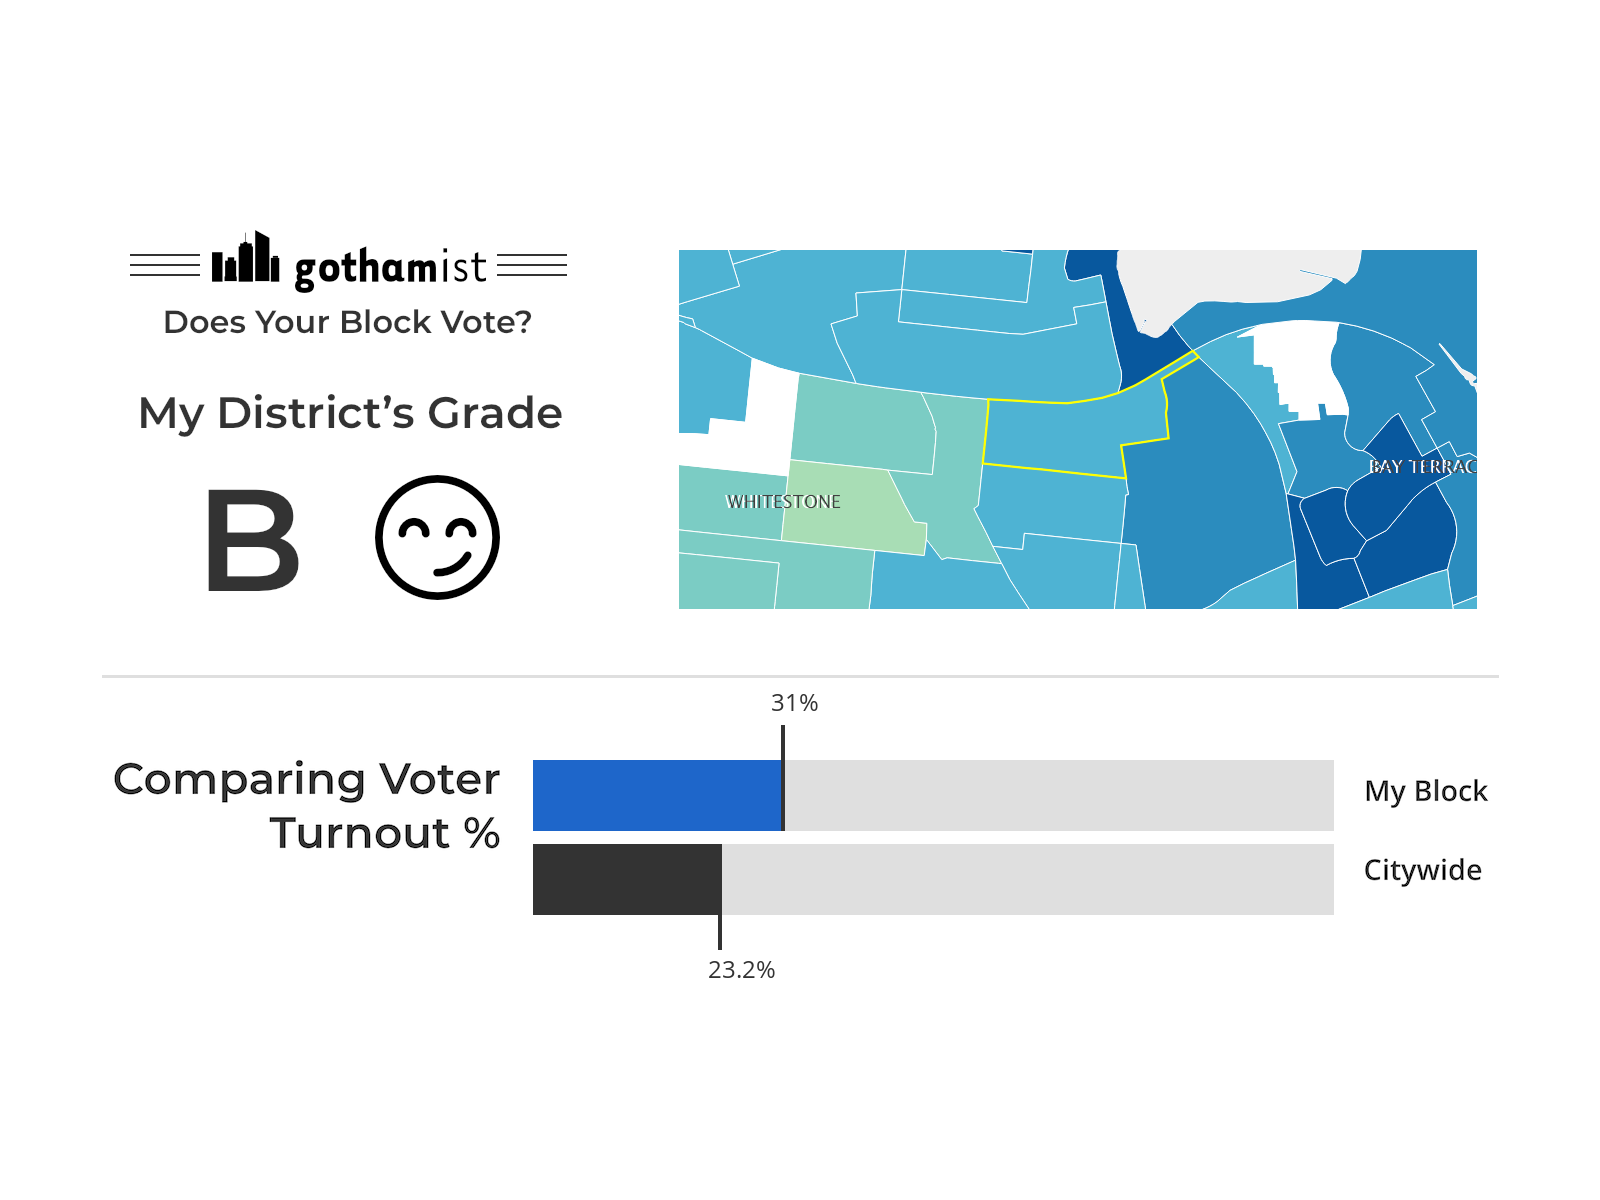 gothamist
Does Your Block Vote?
My District's Grade
B
WHITESTONE
BAY TERRAC
31%
Comparing Voter
Turnout %
My Block
Citywide
23.2%